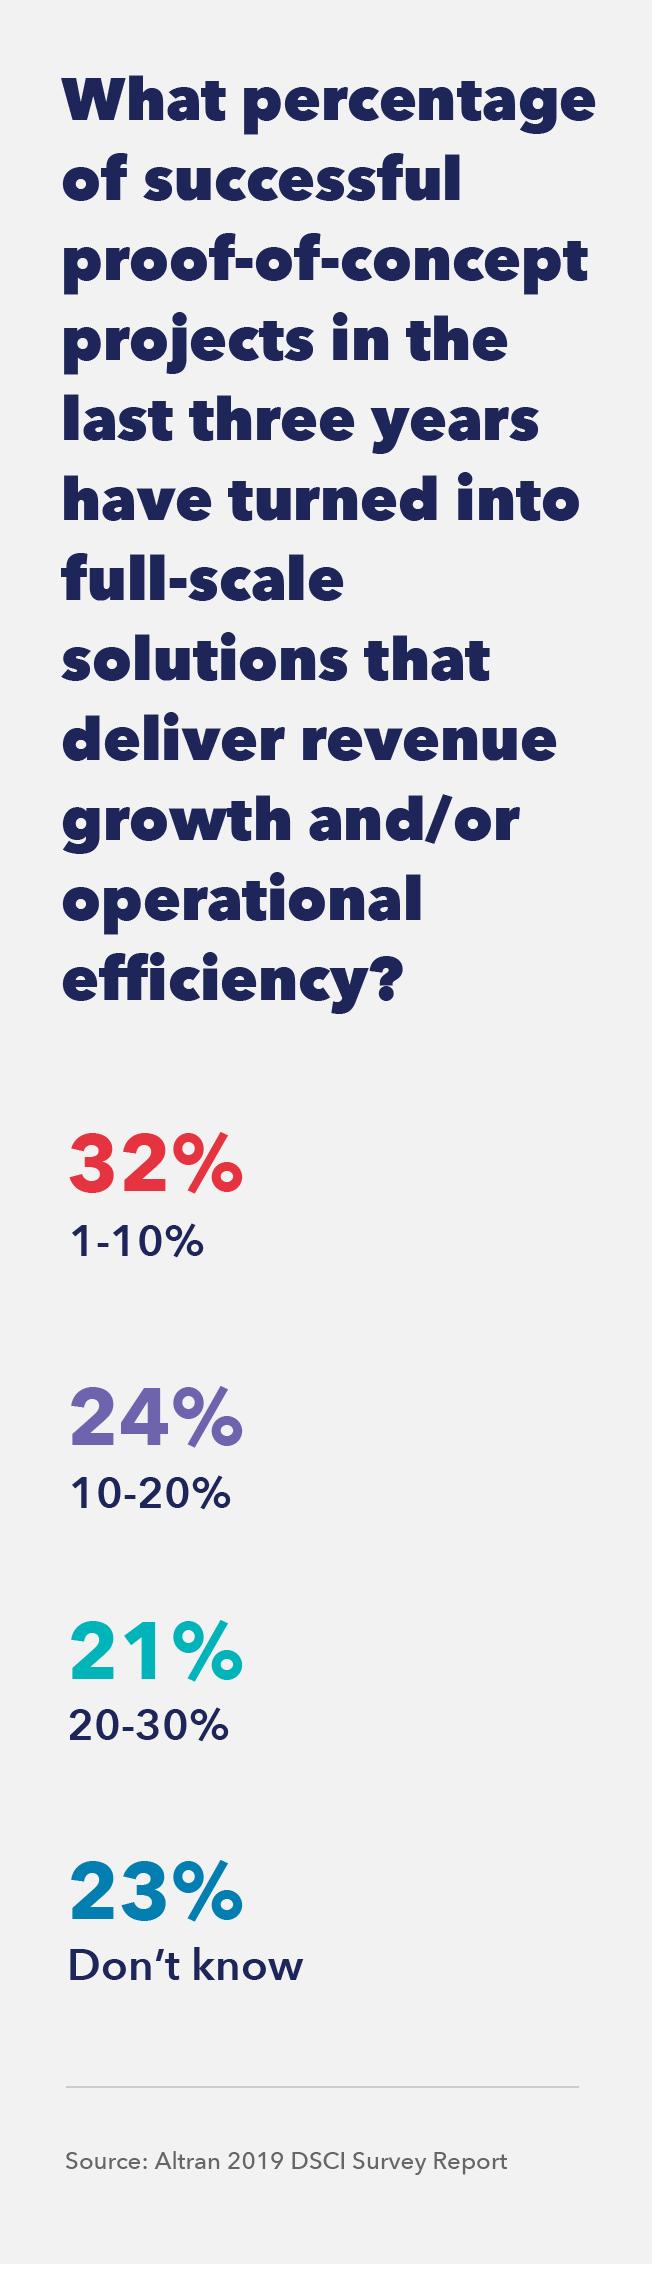 What percentage
of successful
proof-of-concept
projects in the
last three years
have turned into
full-scale
solutions that
deliver revenue
growth and/or
operational
efficiency?
32%
1-10%
24%
10-20%
21%
20-30%
23%
Don’t know
Source: Altran 2019 DSCI Survey Report